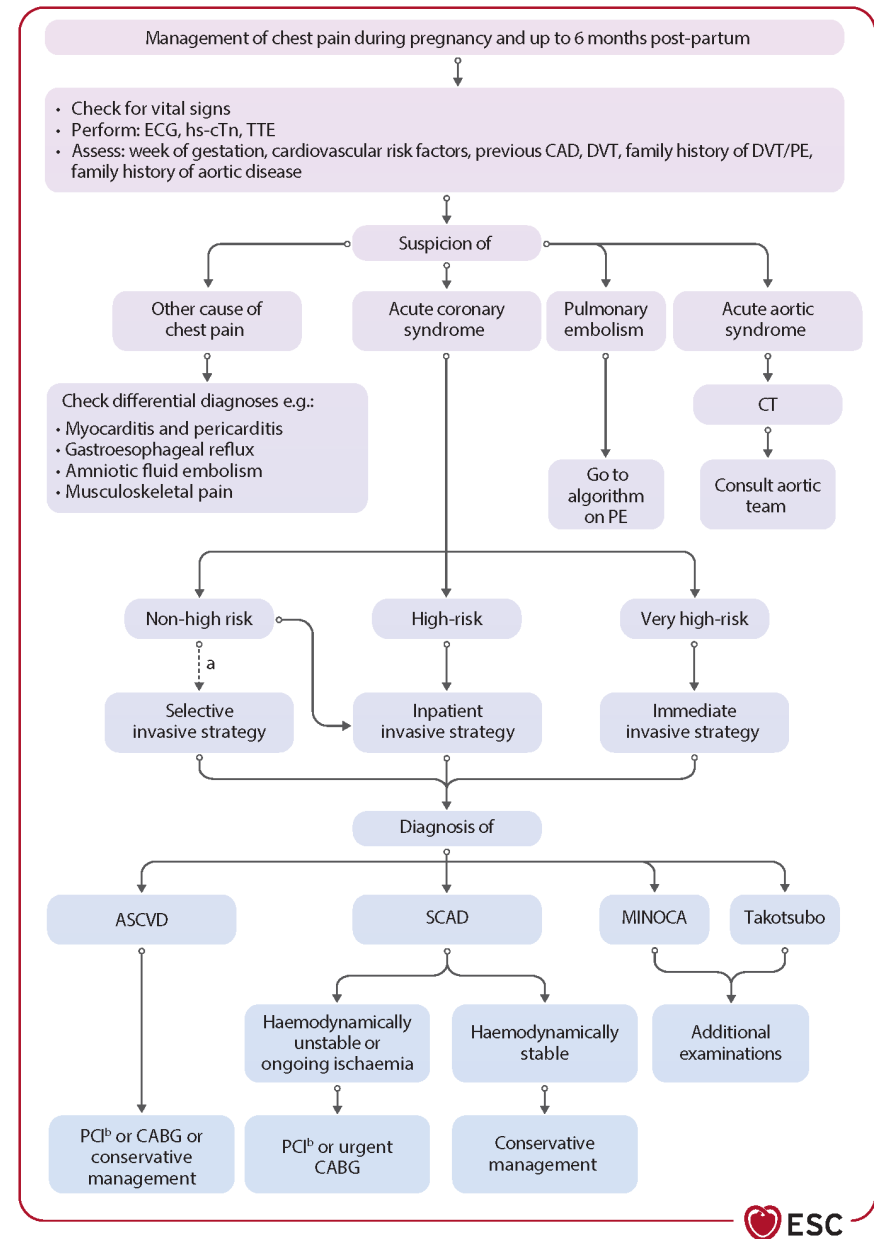 Management of chest pain during pregnancy and up to 6 months post-partum
• Check for vital signs
• Perform: ECG, hs-cTn, TTE
• Assess: week of gestation, cardiovascular risk factors, previous CAD, DVT, family history of DVT/PE,
family history of aortic disease
Suspicion of
Other cause of
chest pain
Acute coronary
syndrome
Pulmonary
embolism
Acute aortic
syndrome
Check differential diagnoses e.g.:
• Myocarditis and pericarditis
• Gastroesophageal reflux
• Amniotic fluid embolism
• Musculoskeletal pain
Go to
algorithm
on PE
CT
Consult aortic
team
Non-high risk
High-risk
Very high-risk
a
Selective
invasive strategy
Inpatient
invasive strategy
Immediate
invasive strategy
Diagnosis of
ASCVD
SCAD
MINOCA
Takotsubo
Haemodynamically
unstable or
ongoing ischaemia
Haemodynamically
stable
Additional
examinations
PCIᵇ or CABG or
conservative
management
PCIᵇ or urgent
CABG
Conservative
management
ESC